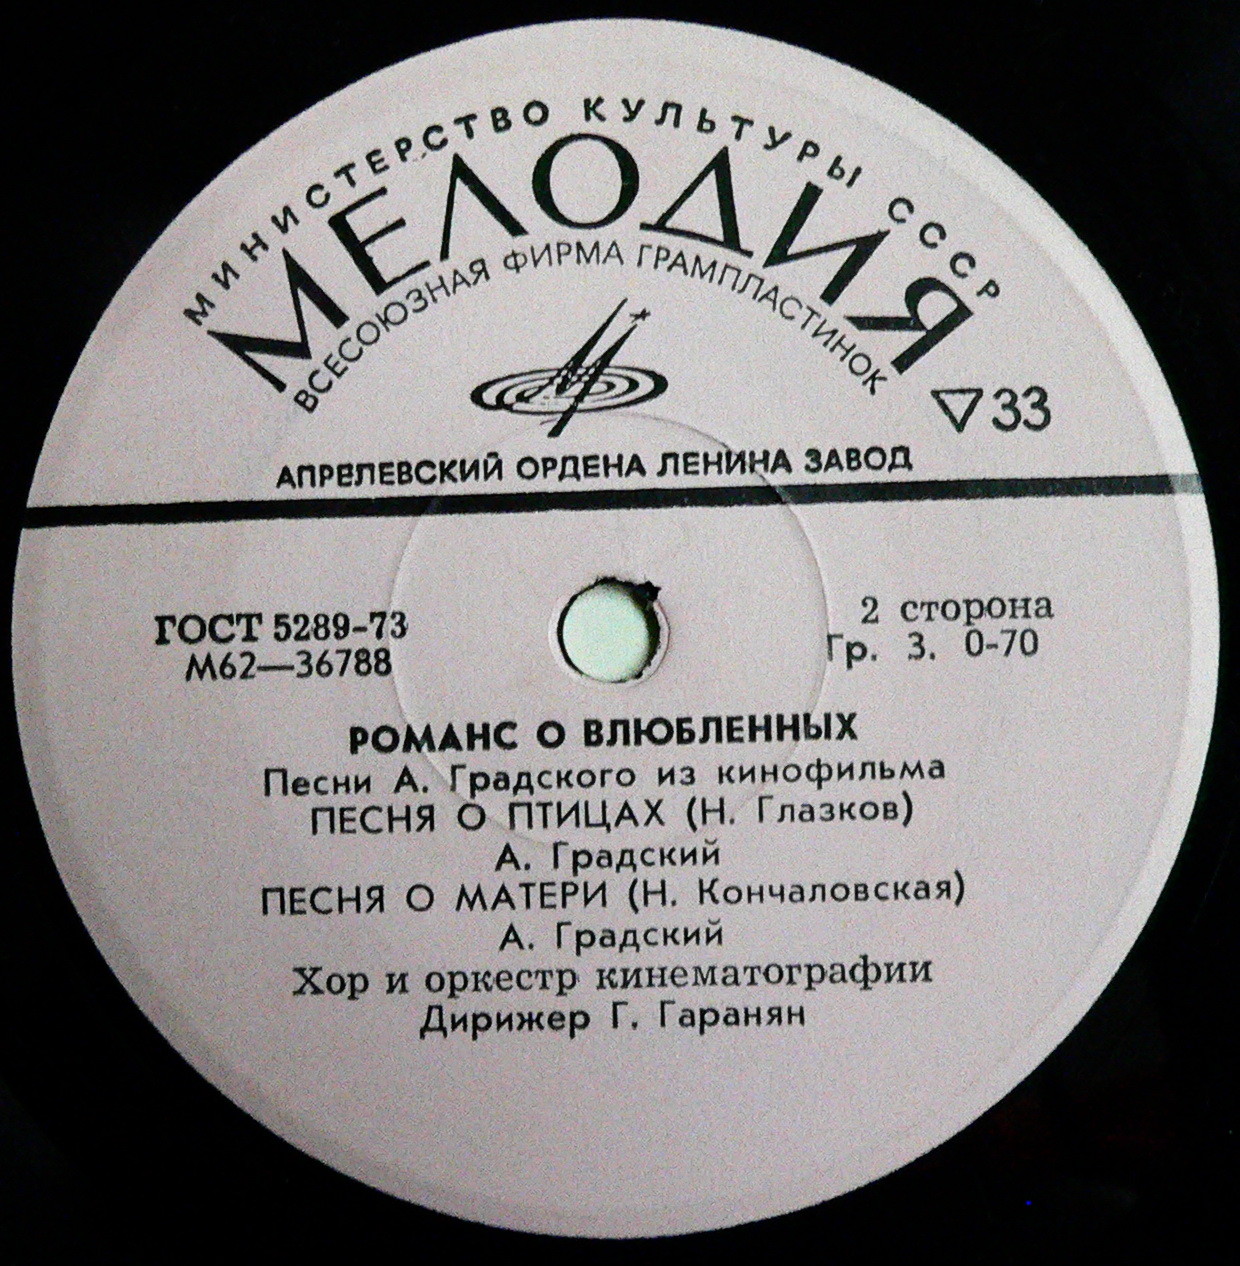 МИНИСТЕРСТВО КУЛЬТУРЫ СССР
МЕЛОДИЯ
ВСЕСОЮЗНАЯ ФИРМА ГРАМПЛАСТИНОК
▽33
АПРЕЛЕВСКИЙ ОРДЕНА ЛЕНИНА ЗАВОД
ГОСТ 5289-73
М62—36788
2 сторона
Гр. 3. 0-70
РОМАНС О ВЛЮБЛЕННЫХ
Песни А. Градского из кинофильма
ПЕСНЯ О ПТИЦАХ (Н. Глазков)
А. Градский
ПЕСНЯ О МАТЕРИ (Н. Кончаловская)
А. Градский
Хор и оркестр кинематографии
Дирижер Г. Гаранян